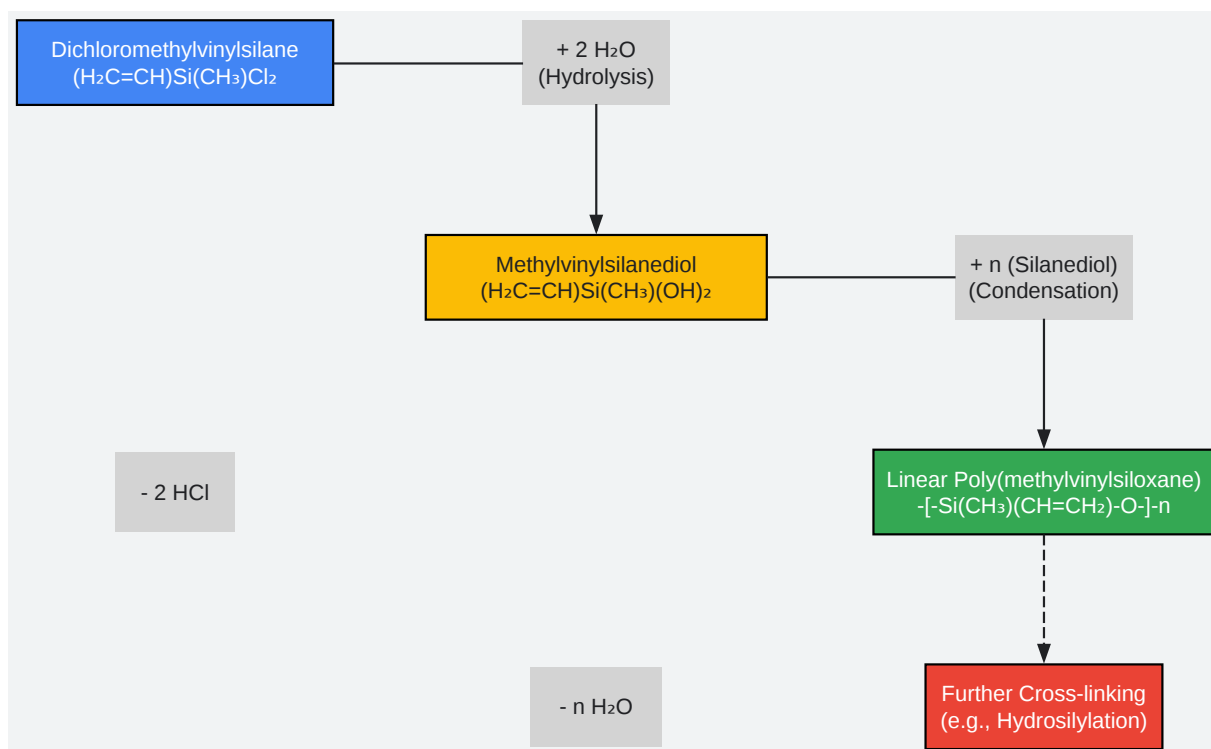 Dichloromethylvinylsilane
(H₂C=CH)Si(CH₃)Cl₂
+ 2 H₂O
(Hydrolysis)
Methylvinylsilanediol
(H₂C=CH)Si(CH₃)(OH)₂
+ n (Silanediol)
(Condensation)
- 2 HCl
Linear Poly(methylvinylsiloxane)
-[-Si(CH₃)(CH=CH₂)-O-]-n
- n H₂O
Further Cross-linking
(e.g., Hydrosilylation)